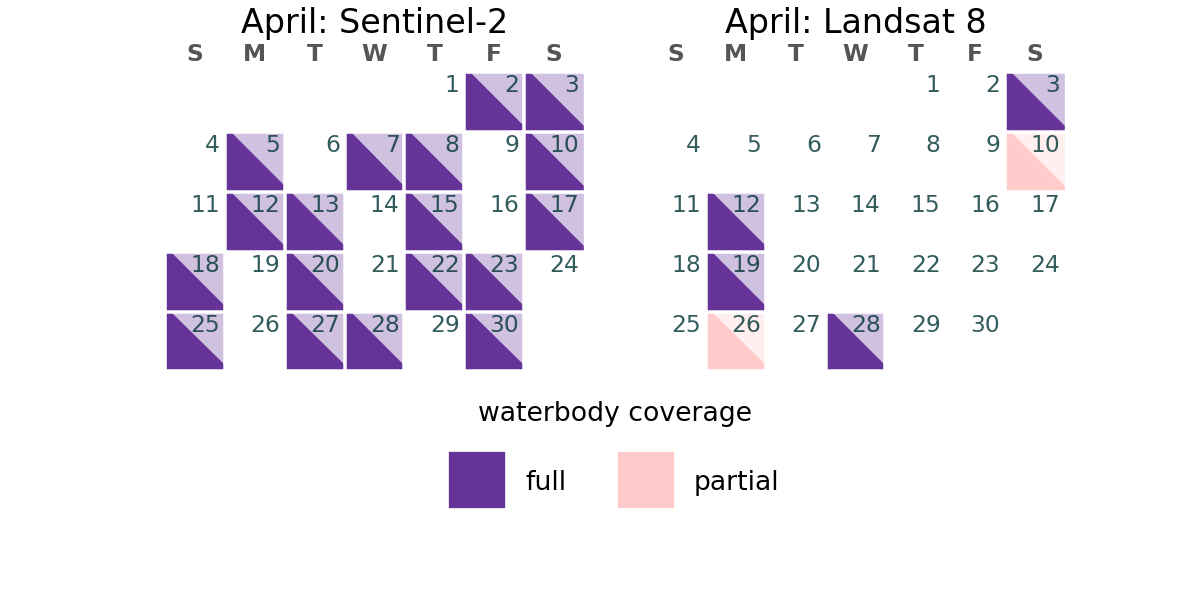 April: Sentinel-2
S M T W T F S
1 2 3
4 5 6 7 8 9 10
11 12 13 14 15 16 17
18 19 20 21 22 23 24
25 26 27 28 29 30
April: Landsat 8
S M T W T F S
1 2 3
4 5 6 7 8 9 10
11 12 13 14 15 16 17
18 19 20 21 22 23 24
25 26 27 28 29 30
waterbody coverage
full partial